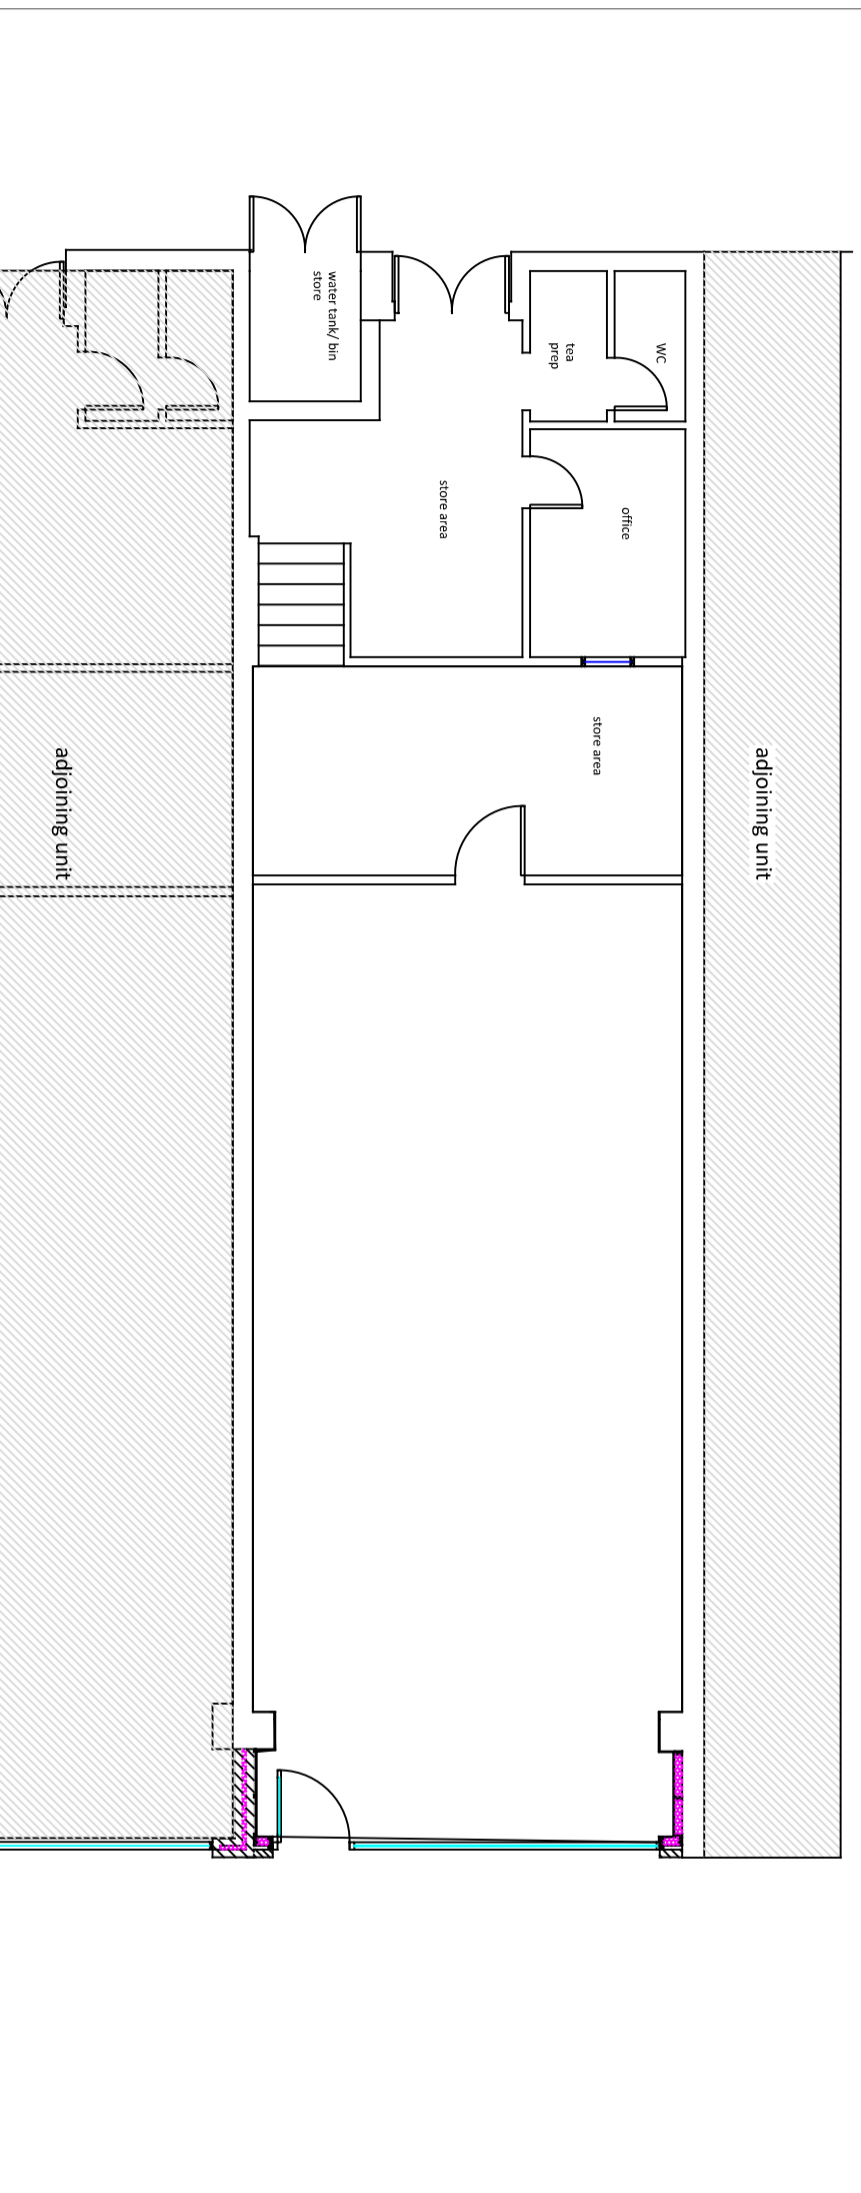 water tank/ bin
store
tea
prep
WC
store area
office
store area
adjoining unit
adjoining unit